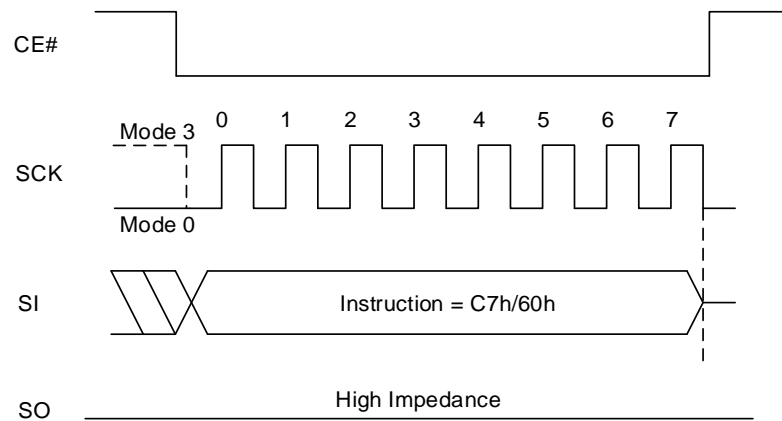 CE#
Mode 3
0 1 2 3 4 5 6 7
SCK
Mode 0
SI
Instruction = C7h/60h
SO
High Impedance